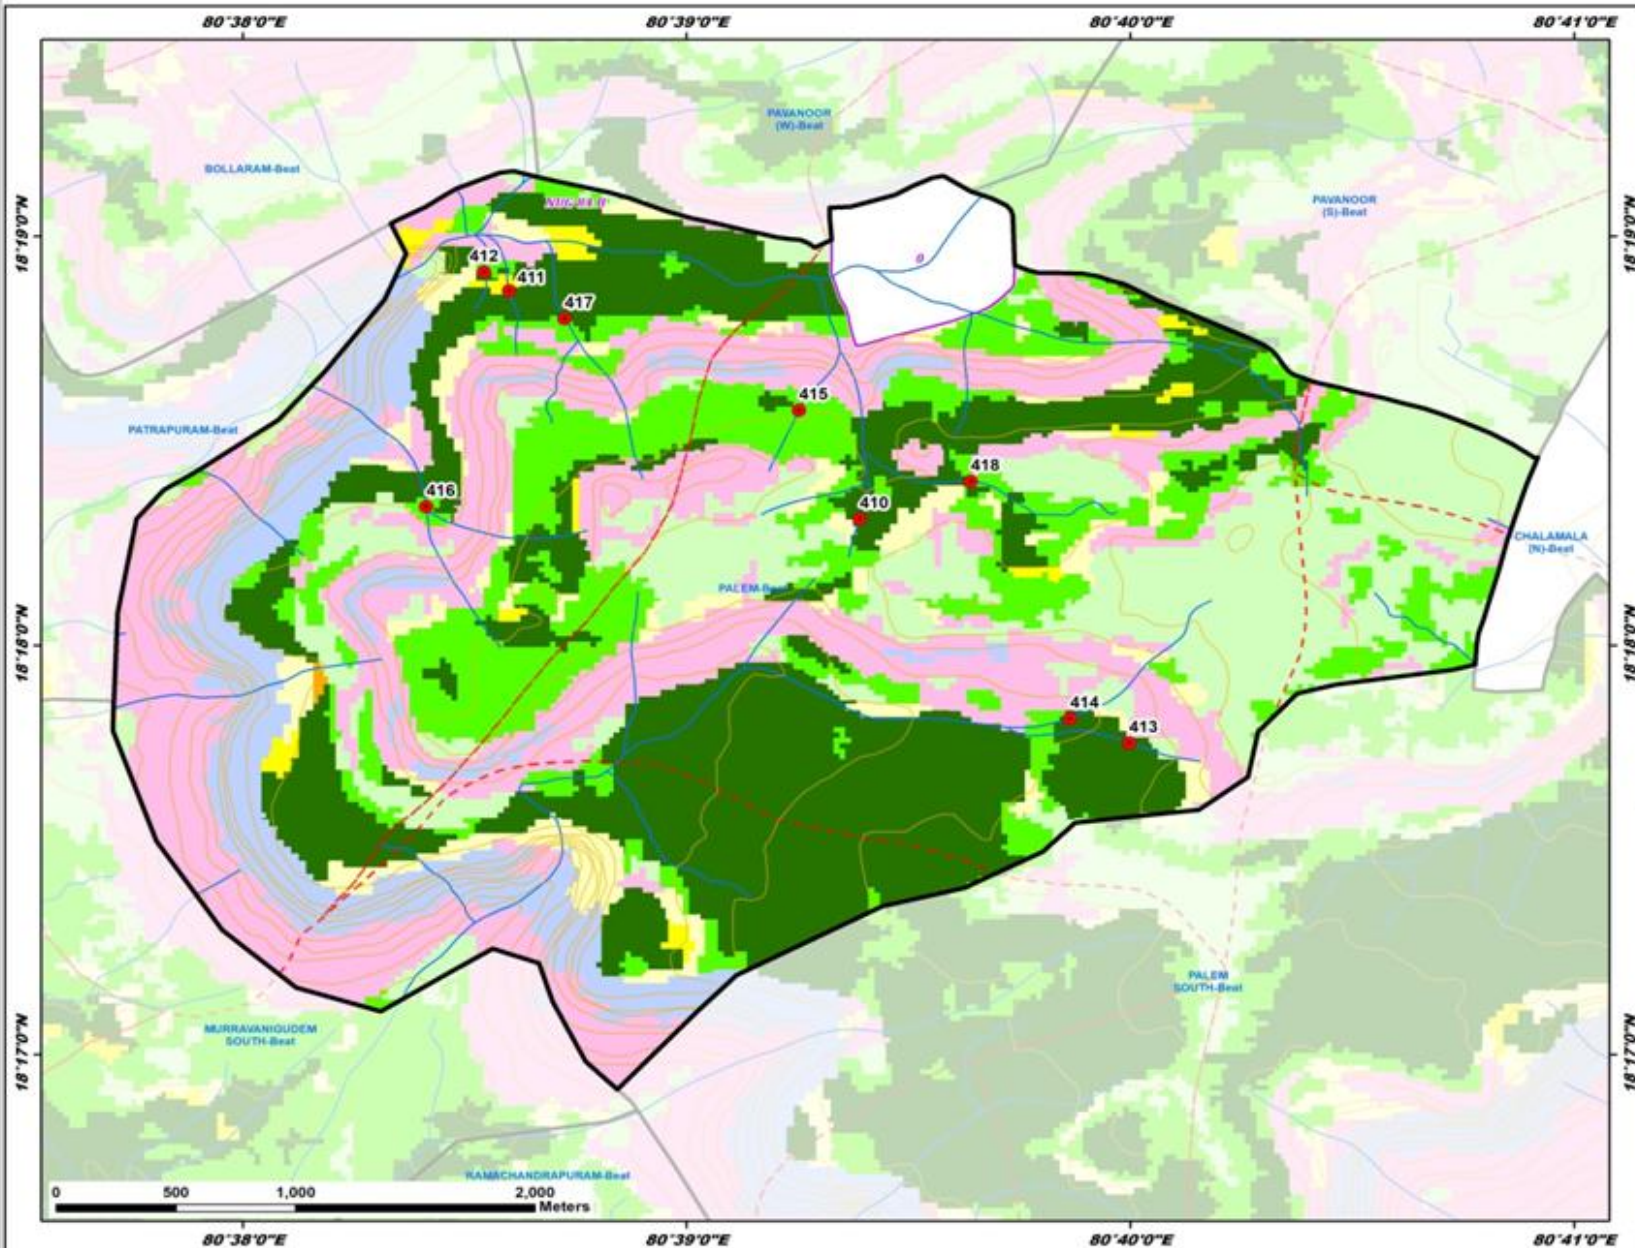 80°38'0"E 80°39'0"E 80°40'0"E 80°41'0"E
PAVANOOR
(W)-Beat
BOLLARAM-Beat
PAVANOOR
(S)-Beat
18°19'0"N 18°19'0"N
0
412
411
417
415
PATRAPURAM-Beat
418
416
410
CHALAMALA
(N)-Beat
PALEM-Beat
18°18'0"N 18°18'0"N
414
413
PALEM
SOUTH-Beat
MURRAVANIGUDEM
SOUTH-Beat
18°17'0"N 18°17'0"N
RAMACHANDRAPURAM-Beat
0 500 1,000 2,000
Meters
80°38'0"E 80°39'0"E 80°40'0"E 80°41'0"E